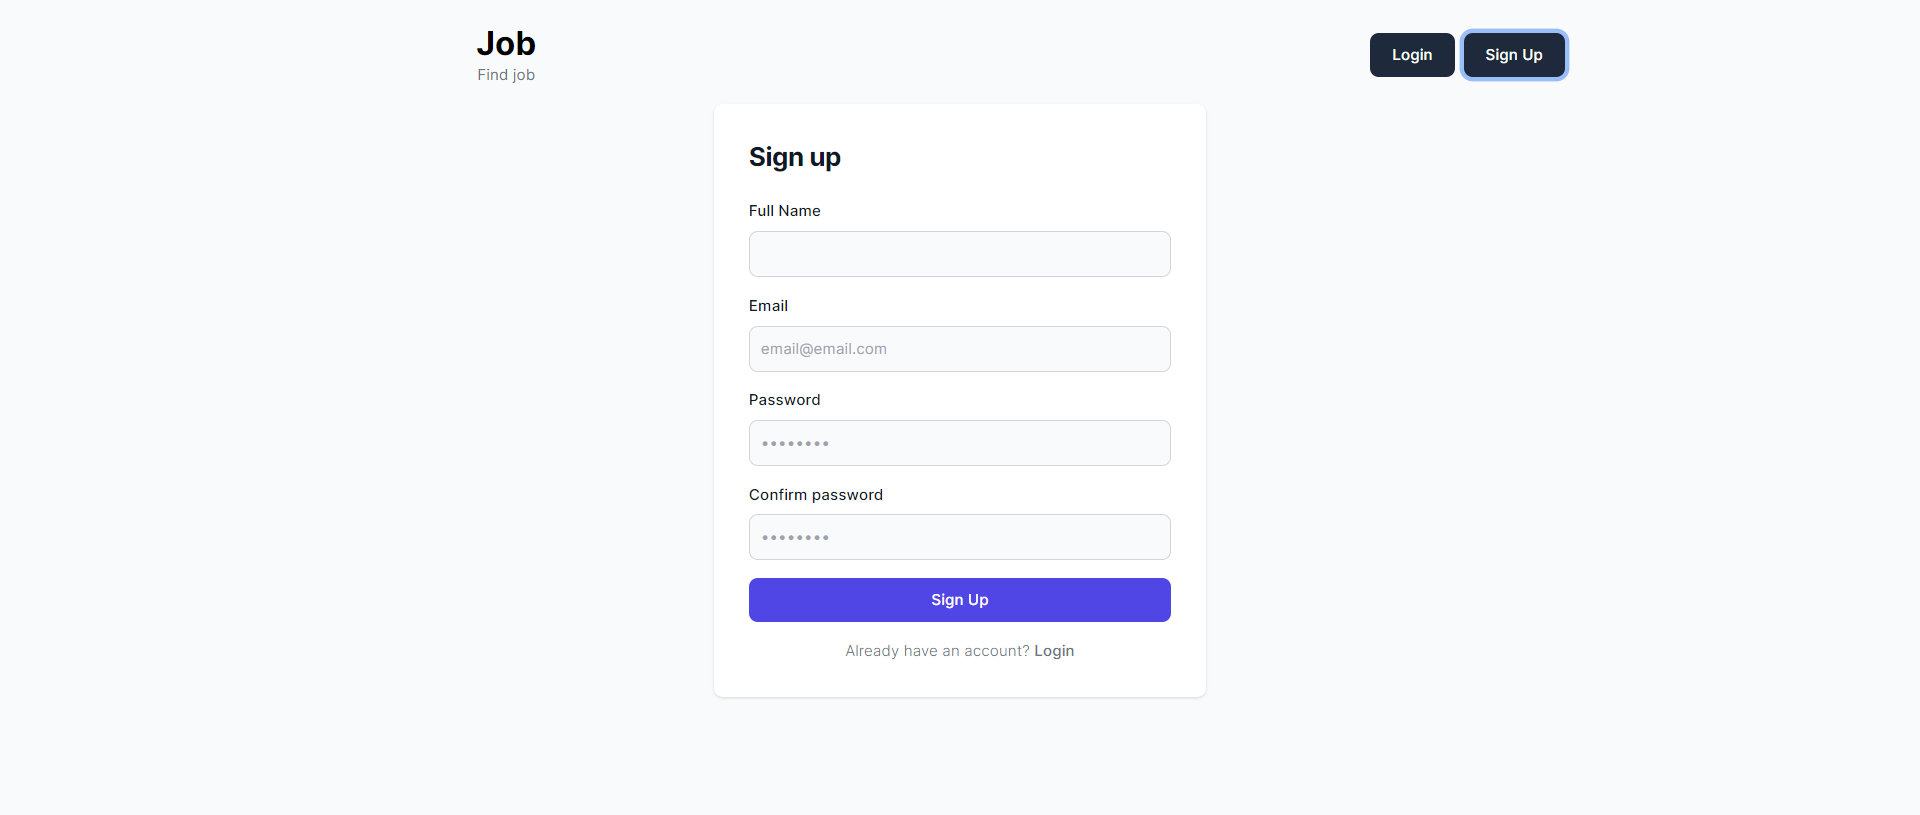 Job
Find job
Login
Sign Up
Sign up
Full Name
Email
email@email.com
Password
••••••••
Confirm password
••••••••
Sign Up
Already have an account? Login